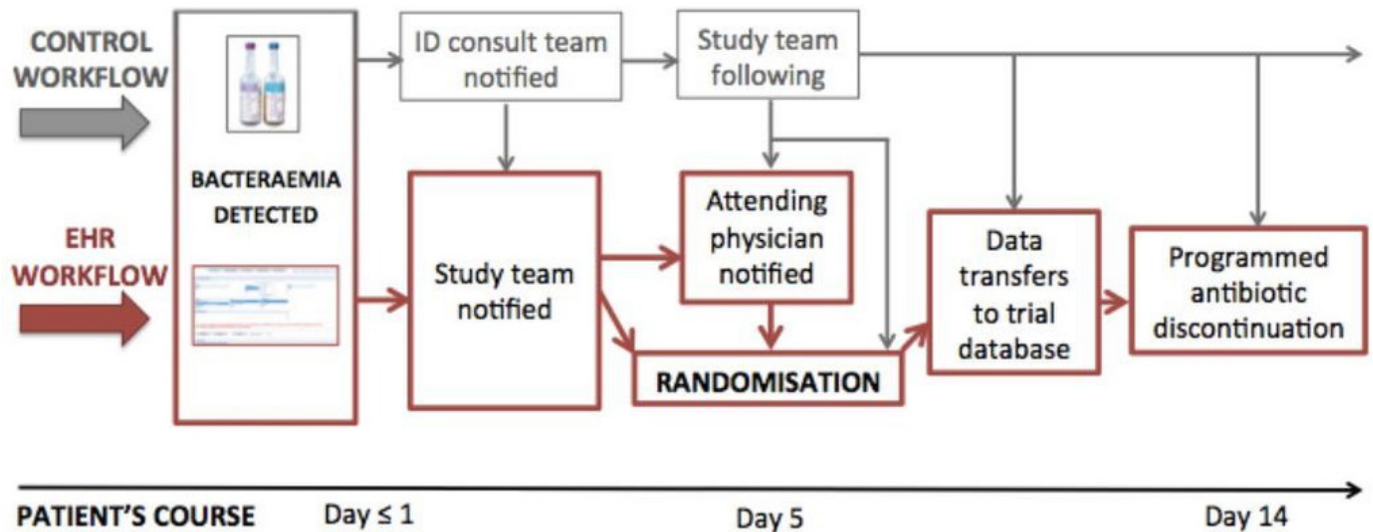 CONTROL
WORKFLOW
EHR
WORKFLOW
BACTERAEMIA
DETECTED
ID consult team
notified
Study team
following
Study team
notified
Attending
physician
notified
RANDOMISATION
Data
transfers
to trial
database
Programmed
antibiotic
discontinuation
PATIENT'S COURSE
Day ≤ 1
Day 5
Day 14